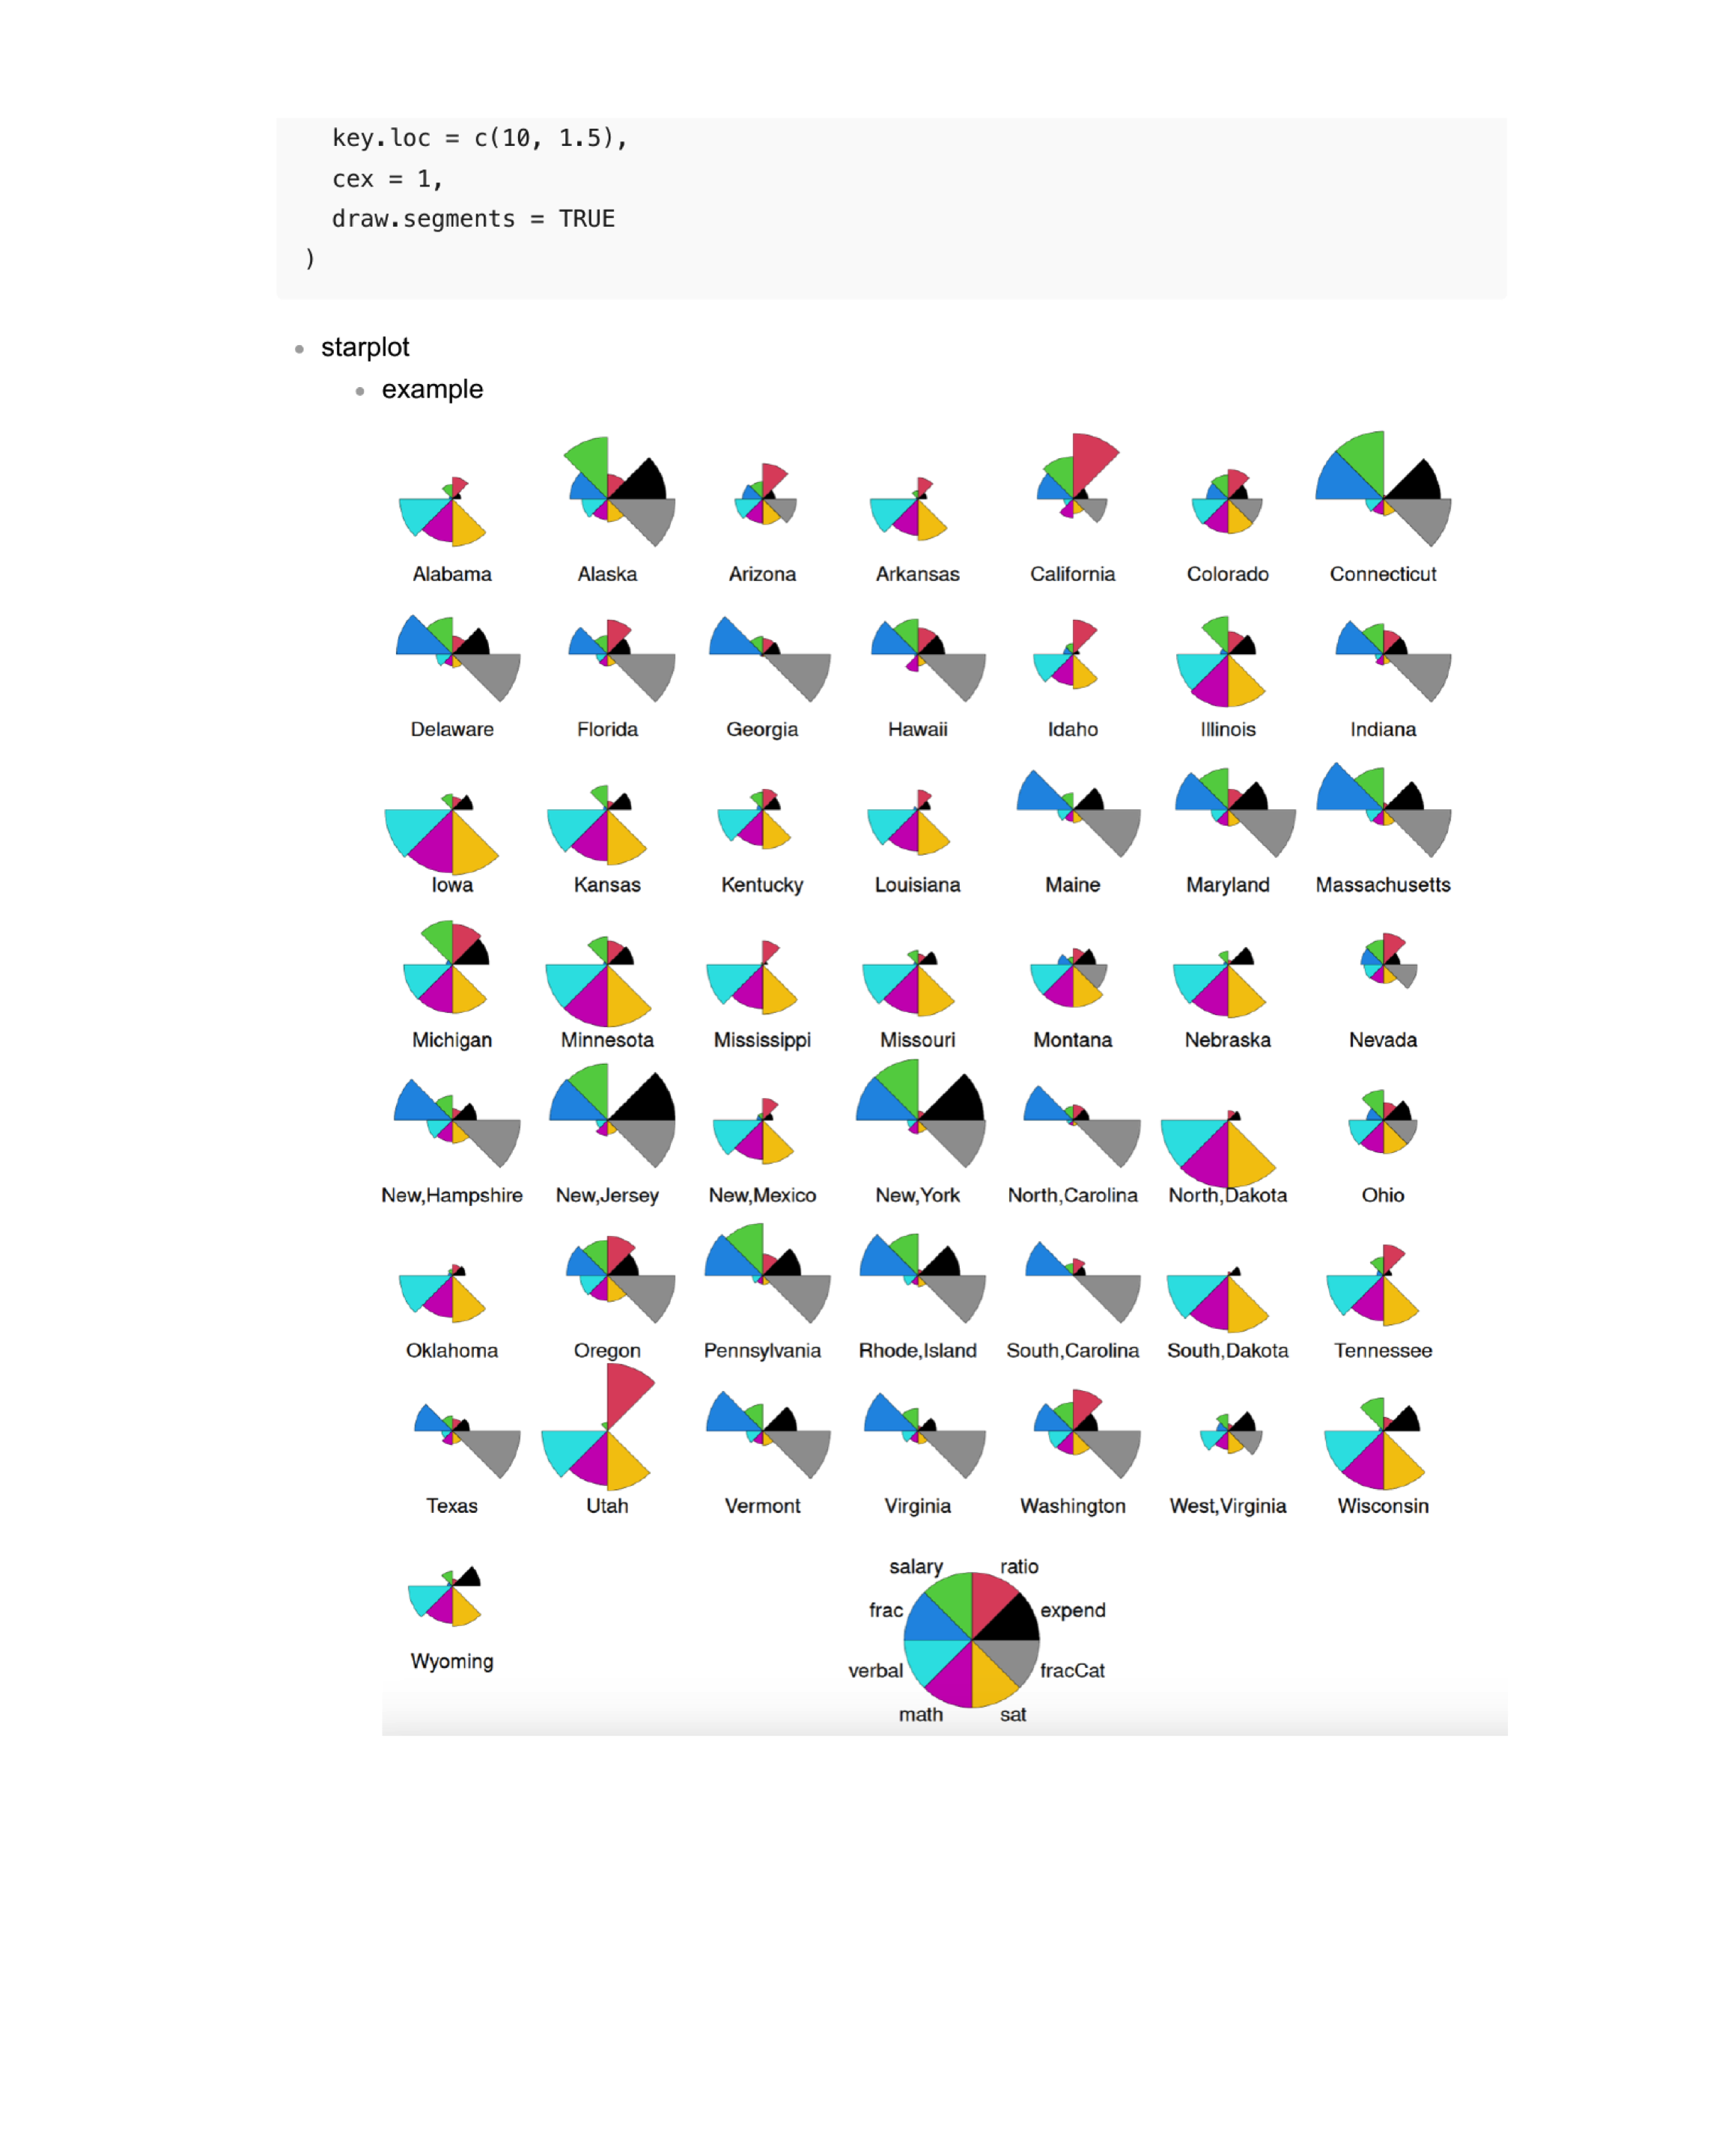 key.loc = c(10, 1.5),
cex = 1,
draw.segments = TRUE
)
starplot
example
Alabama Alaska Arizona Arkansas California Colorado Connecticut
Delaware Florida Georgia Hawaii Idaho Illinois Indiana
Iowa Kansas Kentucky Louisiana Maine Maryland Massachusetts
Michigan Minnesota Mississippi Missouri Montana Nebraska Nevada
New,Hampshire New,Jersey New,Mexico New,York North,Carolina North,Dakota Ohio
Oklahoma Oregon Pennsylvania Rhode,Island South,Carolina South,Dakota Tennessee
Texas Utah Vermont Virginia Washington West,Virginia Wisconsin
salary ratio
frac expend
Wyoming
verbal fracCat
math sat